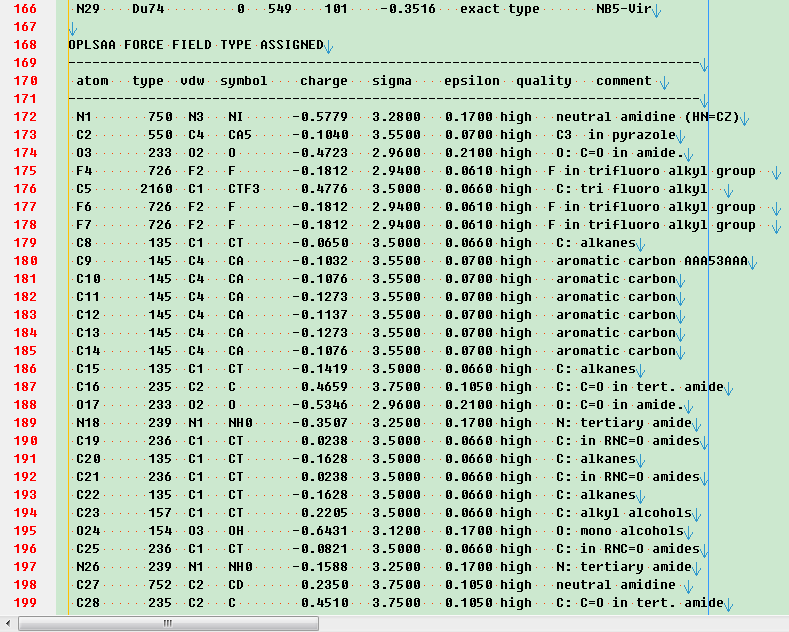 166 N29 Du74 0 549 101 -0.3516 exact type NB5-Vir
167
168 OPLSAA FORCE FIELD TYPE ASSIGNED
169 --------------------------------------------------------------------------------
170 atom type vdw symbol charge sigma epsilon quality comment
171 --------------------------------------------------------------------------------
172 N1 750 N3 NI -0.5779 3.2800 0.1700 high neutral amidine (HN=CZ)
173 C2 550 C4 CA5 -0.1040 3.5500 0.0700 high C3 in pyrazole
174 O3 233 O2 O -0.4723 2.9600 0.2100 high O: C=O in amide.
175 F4 726 F2 F -0.1812 2.9400 0.0610 high F in trifluoro alkyl group
176 C5 2160 C1 CTF3 0.4776 3.5000 0.0660 high C: tri fluoro alkyl
177 F6 726 F2 F -0.1812 2.9400 0.0610 high F in trifluoro alkyl group
178 F7 726 F2 F -0.1812 2.9400 0.0610 high F in trifluoro alkyl group
179 C8 135 C1 CT -0.0650 3.5000 0.0660 high C: alkanes
180 C9 145 C4 CA -0.1032 3.5500 0.0700 high aromatic carbon AAA53AAA
181 C10 145 C4 CA -0.1076 3.5500 0.0700 high aromatic carbon
182 C11 145 C4 CA -0.1273 3.5500 0.0700 high aromatic carbon
183 C12 145 C4 CA -0.1137 3.5500 0.0700 high aromatic carbon
184 C13 145 C4 CA -0.1273 3.5500 0.0700 high aromatic carbon
185 C14 145 C4 CA -0.1076 3.5500 0.0700 high aromatic carbon
186 C15 135 C1 CT -0.1419 3.5000 0.0660 high C: alkanes
187 C16 235 C2 C 0.4659 3.7500 0.1050 high C: C=O in tert. amide
188 O17 233 O2 O -0.5346 2.9600 0.2100 high O: C=O in amide.
189 N18 239 N1 NH0 -0.3507 3.2500 0.1700 high N: tertiary amide
190 C19 236 C1 CT 0.0238 3.5000 0.0660 high C: in RNC=O amides
191 C20 135 C1 CT -0.1628 3.5000 0.0660 high C: alkanes
192 C21 236 C1 CT 0.0238 3.5000 0.0660 high C: in RNC=O amides
193 C22 135 C1 CT -0.1628 3.5000 0.0660 high C: alkanes
194 C23 157 C1 CT 0.2205 3.5000 0.0660 high C: alkyl alcohols
195 O24 154 O3 OH -0.6431 3.1200 0.1700 high O: mono alcohols
196 C25 236 C1 CT -0.0821 3.5000 0.0660 high C: in RNC=O amides
197 N26 239 N1 NH0 -0.1588 3.2500 0.1700 high N: tertiary amide
198 C27 752 C2 CD 0.2350 3.7500 0.1050 high neutral amidine
199 C28 235 C2 C 0.4510 3.7500 0.1050 high C: C=O in tert. amide